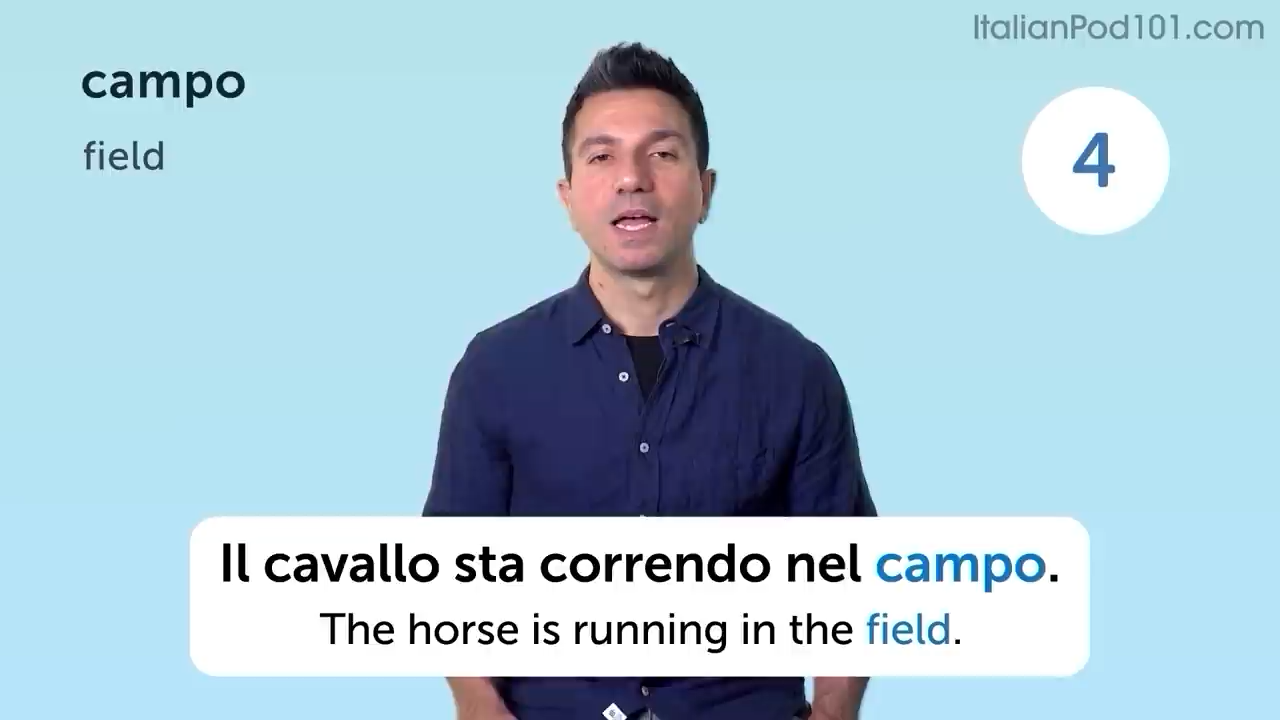 ItalianPod101.com
campo
field
4
Il cavallo sta correndo nel campo.
The horse is running in the field.